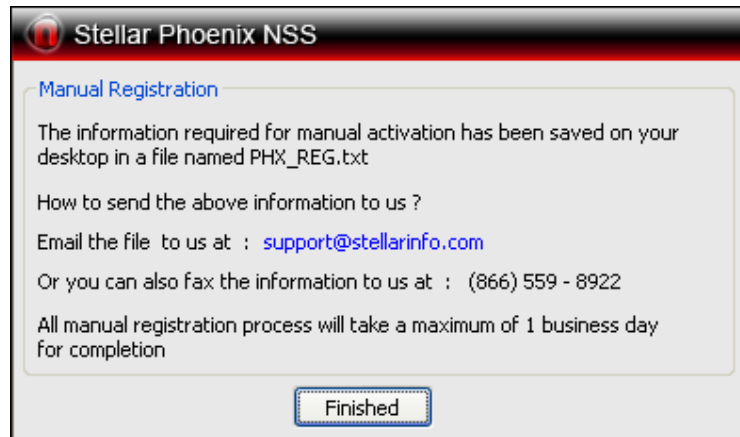 Stellar Phoenix NSS
Manual Registration
The information required for manual activation has been saved on your
desktop in a file named PHX_REG.txt
How to send the above information to us ?
Email the file to us at : support@stellarinfo.com
Or you can also fax the information to us at : (866) 559 - 8922
All manual registration process will take a maximum of 1 business day
for completion
Finished